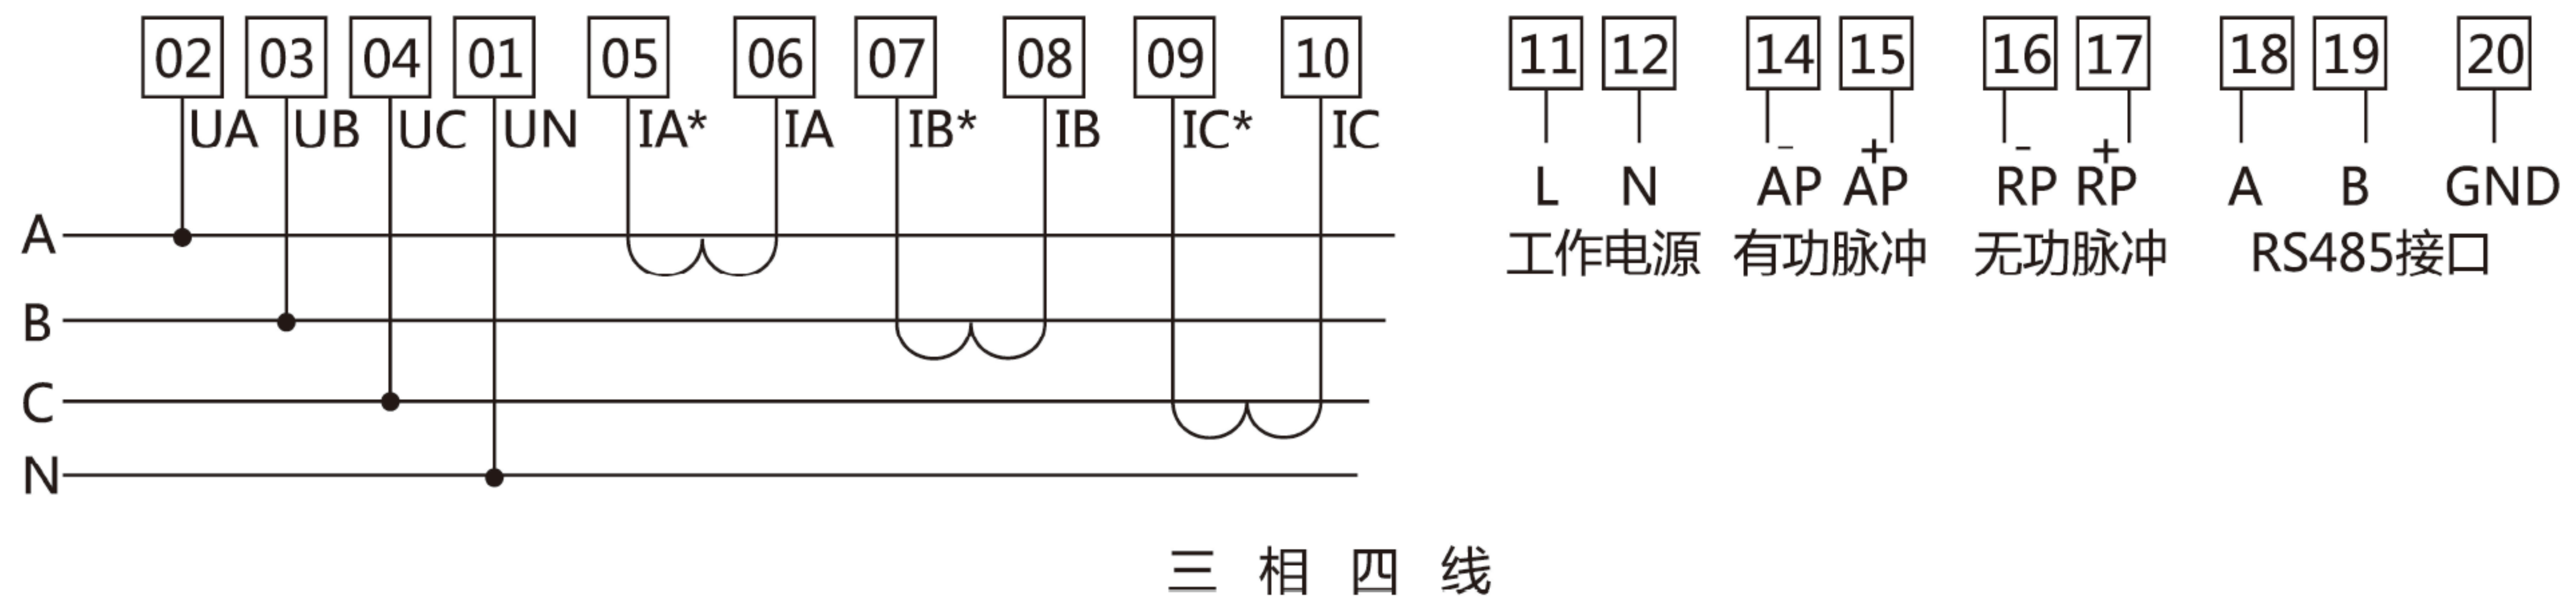 02 03 04 01 05 06 07 08 09 10 11 12 14 15 16 17 18 19 20
UA UB UC UN IA* IA IB* IB IC* IC
- + - +
L N AP AP RP RP A B GND
A
工作电源 有功脉冲 无功脉冲 RS485接口
B
C
N
三 相 四 线